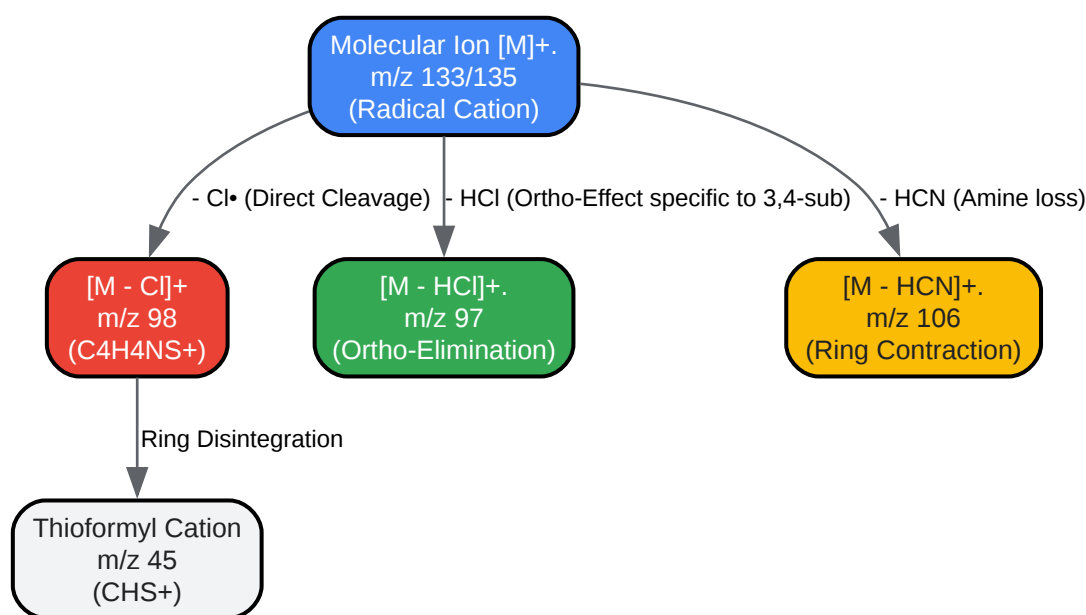 Molecular Ion [M]+.
m/z 133/135
(Radical Cation)
- Cl• (Direct Cleavage)
- HCl (Ortho-Effect specific to 3,4-sub)
- HCN (Amine loss)
[M - Cl]+
m/z 98
(C4H4NS+)
[M - HCl]+.
m/z 97
(Ortho-Elimination)
[M - HCN]+.
m/z 106
(Ring Contraction)
Ring Disintegration
Thioformyl Cation
m/z 45
(CHS+)